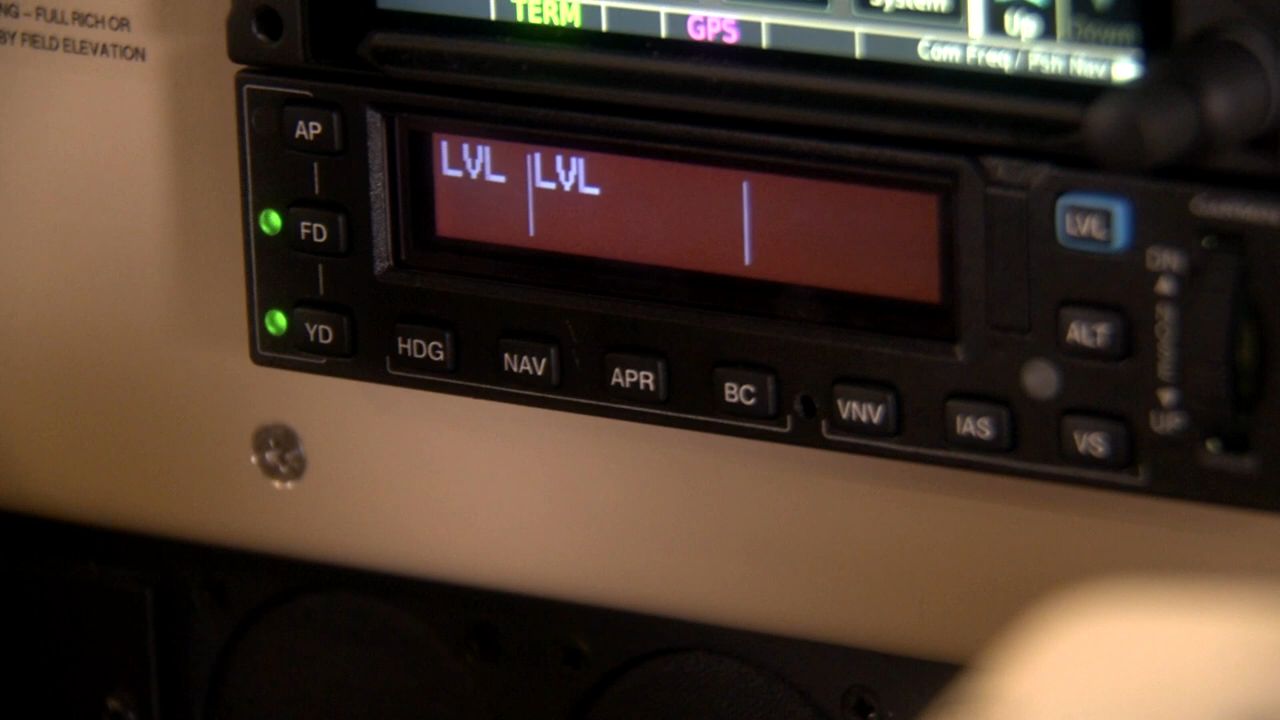 NG - FULL RICH OR
BY FIELD ELEVATION
TERM
GPS
System
Up
Down
Com Freq / Psh Nav
AP
FD
YD
LVL LVL
LVL
ALT
DN
DOWN
UP
HDG
NAV
APR
BC
VNV
IAS
VS